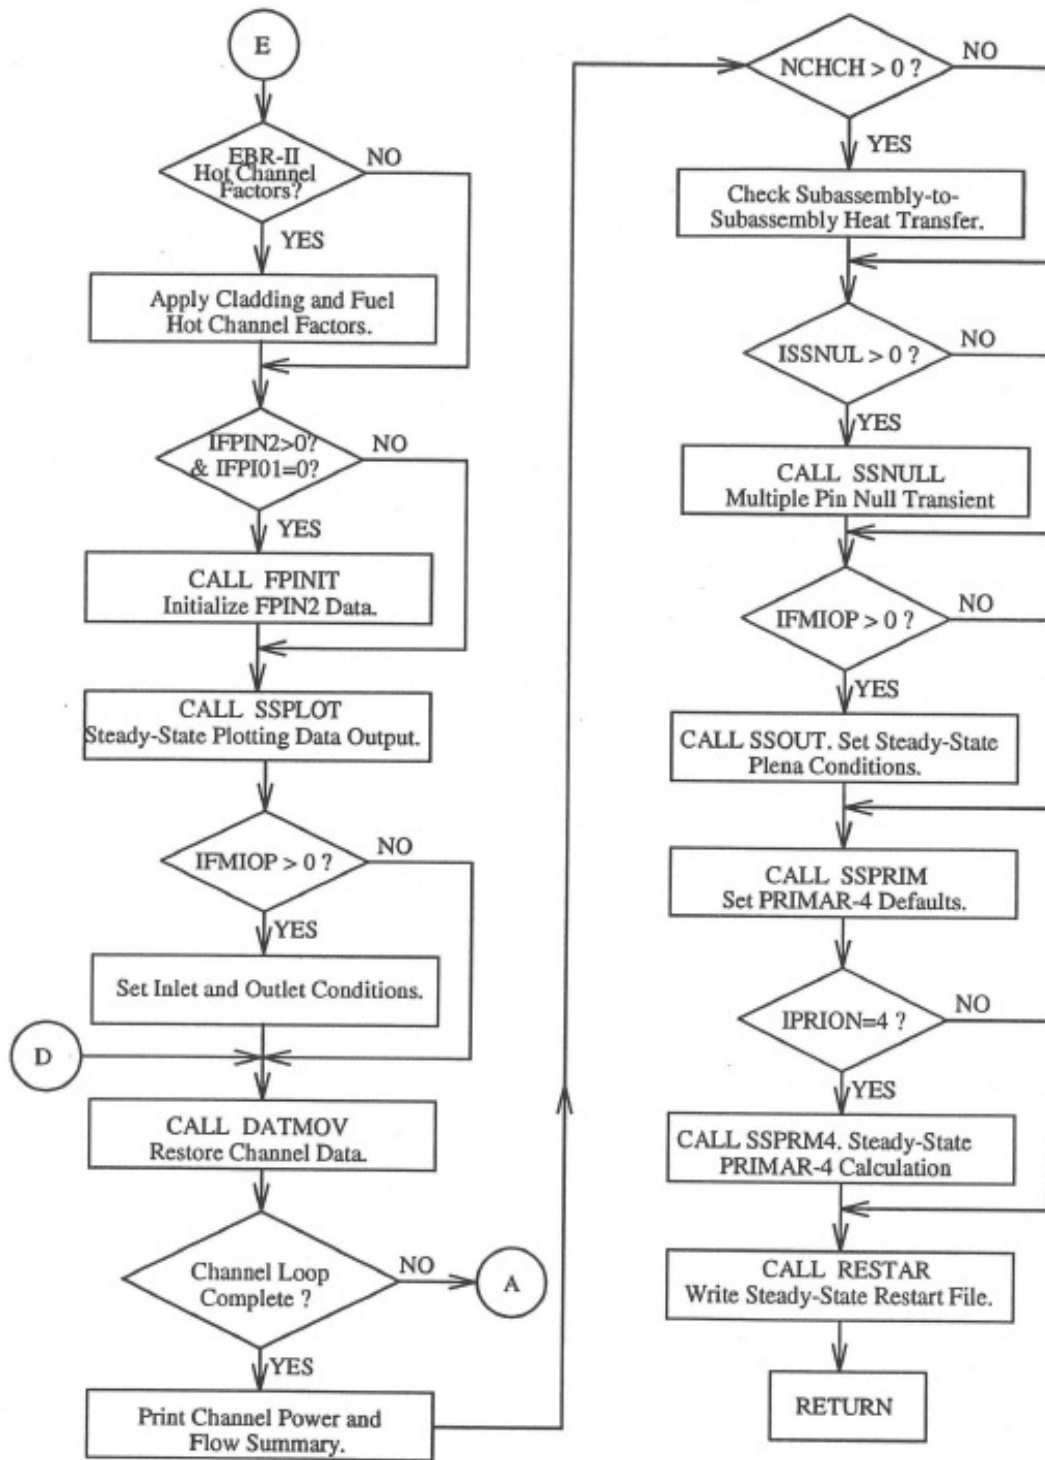 E
EBR-II
Hot Channel
Factors?
NO
YES
Apply Cladding and Fuel
Hot Channel Factors.
IFPIN2>0?
& IFPI01=0?
NO
YES
CALL FPINIT
Initialize FPIN2 Data.
CALL SSPLOT
Steady-State Plotting Data Output.
IFMIOP > 0 ?
NO
YES
Set Inlet and Outlet Conditions.
D
CALL DATMOV
Restore Channel Data.
Channel Loop
Complete ?
NO
A
YES
Print Channel Power and
Flow Summary.
NCHCH > 0 ?
NO
YES
Check Subassembly-to-
Subassembly Heat Transfer.
ISSNUL > 0 ?
NO
YES
CALL SSNULL
Multiple Pin Null Transient
IFMIOP > 0 ?
NO
YES
CALL SSOUT. Set Steady-State
Plena Conditions.
CALL SSPRIM
Set PRIMAR-4 Defaults.
IPRION=4 ?
NO
YES
CALL SSPRM4. Steady-State
PRIMAR-4 Calculation
CALL RESTAR
Write Steady-State Restart File.
RETURN